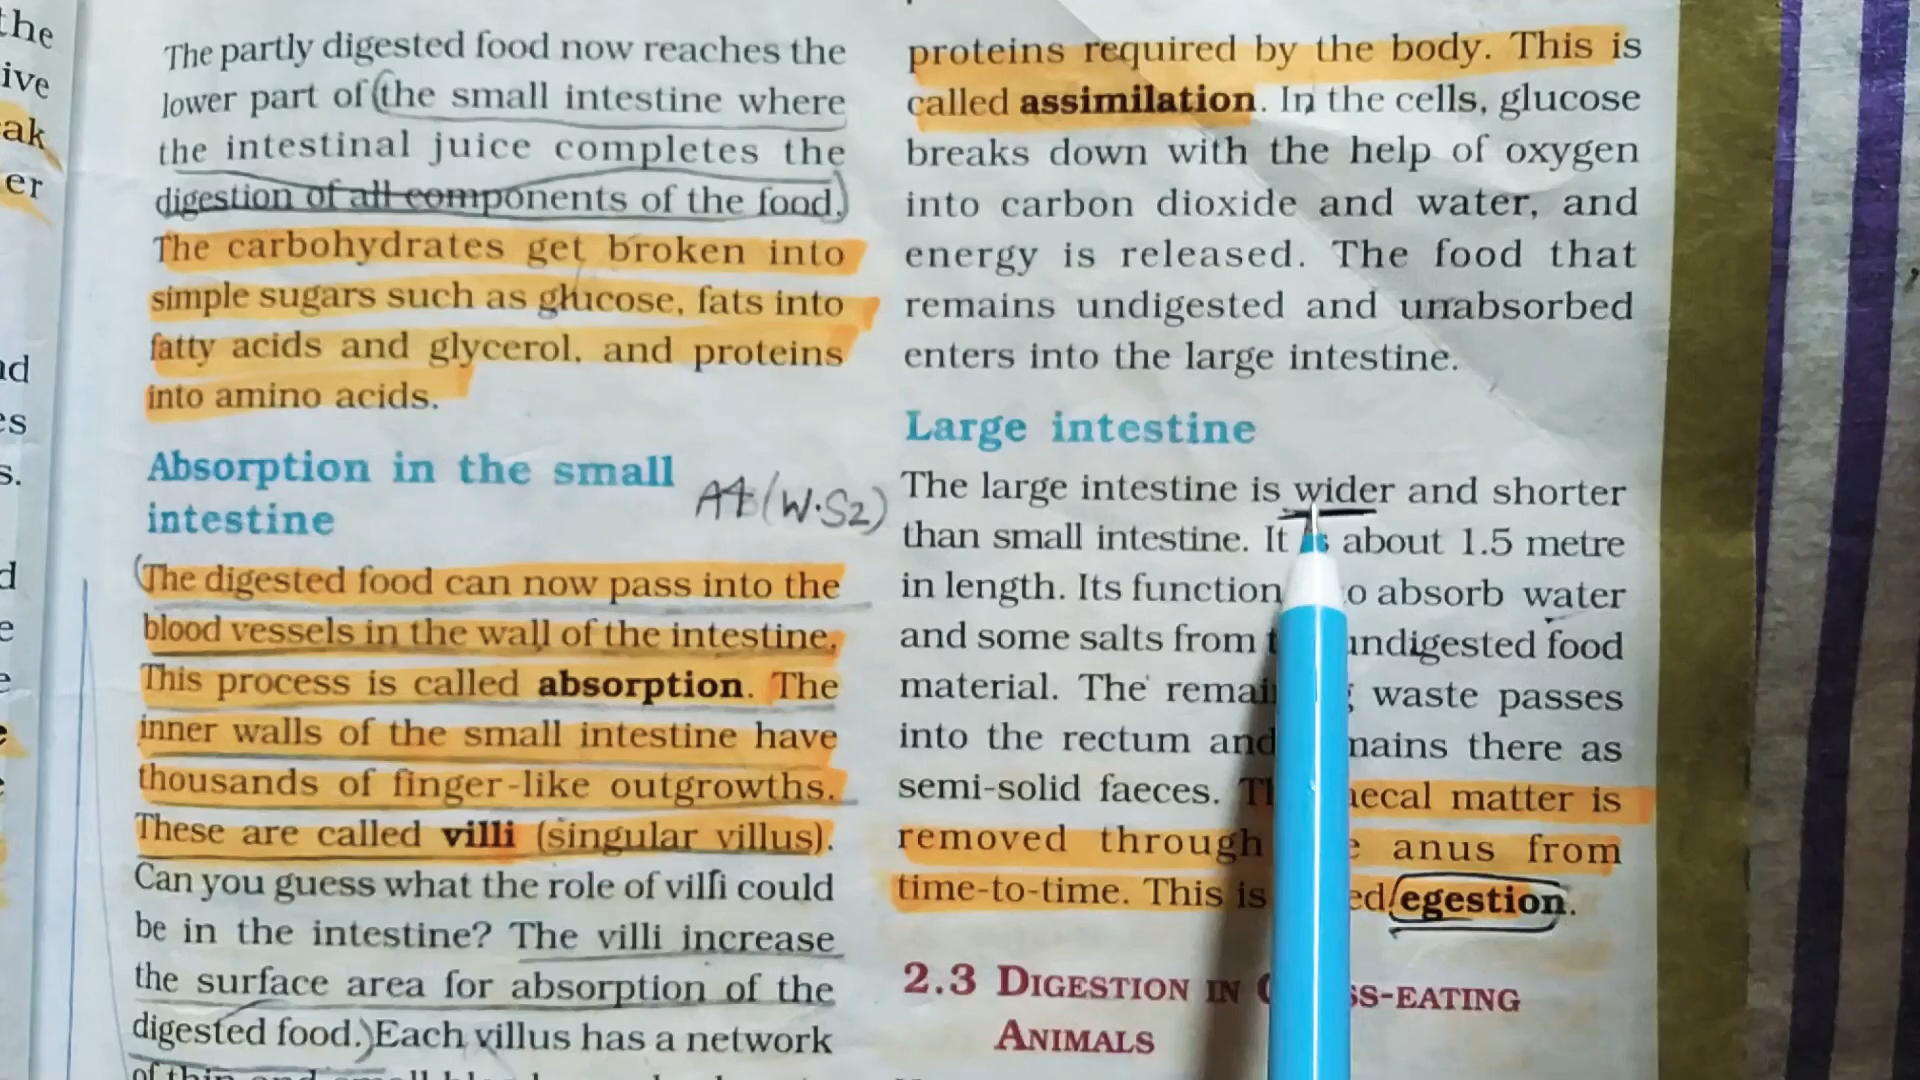 the
ive
ak
er
nd
es
s.
d
e
The partly digested food now reaches the
lower part of (the small intestine where
the intestinal juice completes the
digestion of all components of the food.)
The carbohydrates get broken into
simple sugars such as glucose, fats into
fatty acids and glycerol, and proteins
into amino acids.
Absorption in the small
intestine
A4 (W.S2)
(The digested food can now pass into the
blood vessels in the wall of the intestine.
This process is called absorption. The
inner walls of the small intestine have
thousands of finger-like outgrowths.
These are called villi (singular villus).
Can you guess what the role of villi could
be in the intestine? The villi increase
the surface area for absorption of the
digested food.) Each villus has a network
of thin and small
proteins required by the body. This is
called assimilation. In the cells, glucose
breaks down with the help of oxygen
into carbon dioxide and water, and
energy is released. The food that
remains undigested and unabsorbed
enters into the large intestine.
Large intestine
The large intestine is wider and shorter
than small intestine. It about 1.5 metre
in length. Its function absorb water
and some salts from undigested food
material. The waste passes
into the rectum and there as
semi-solid faeces. matter is
removed through anus from
time-to-time. This is egestion.
2.3 DIGESTION IN -EATING
ANIMALS